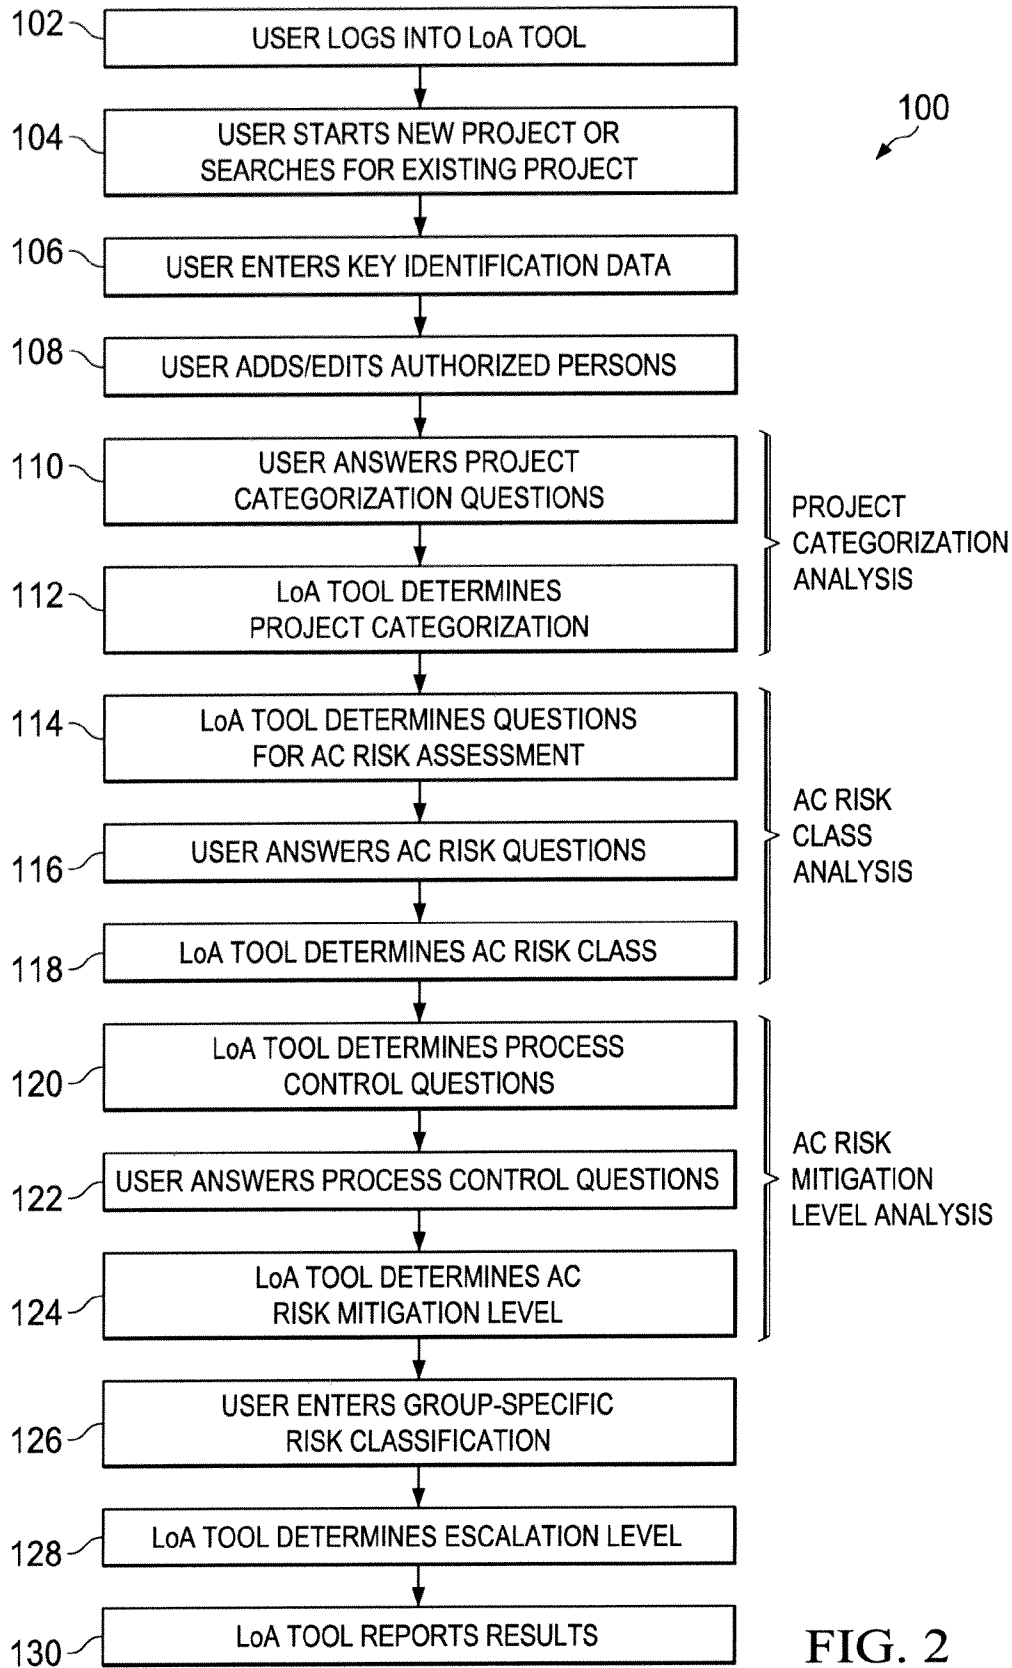 102
USER LOGS INTO LoA TOOL
100
104
USER STARTS NEW PROJECT OR
SEARCHES FOR EXISTING PROJECT
106
USER ENTERS KEY IDENTIFICATION DATA
108
USER ADDS/EDITS AUTHORIZED PERSONS
110
USER ANSWERS PROJECT
CATEGORIZATION QUESTIONS
112
LoA TOOL DETERMINES
PROJECT CATEGORIZATION
PROJECT
CATEGORIZATION
ANALYSIS
114
LoA TOOL DETERMINES QUESTIONS
FOR AC RISK ASSESSMENT
116
USER ANSWERS AC RISK QUESTIONS
118
LoA TOOL DETERMINES AC RISK CLASS
AC RISK
CLASS
ANALYSIS
120
LoA TOOL DETERMINES PROCESS
CONTROL QUESTIONS
122
USER ANSWERS PROCESS CONTROL QUESTIONS
124
LoA TOOL DETERMINES AC
RISK MITIGATION LEVEL
AC RISK
MITIGATION
LEVEL ANALYSIS
126
USER ENTERS GROUP-SPECIFIC
RISK CLASSIFICATION
128
LoA TOOL DETERMINES ESCALATION LEVEL
130
LoA TOOL REPORTS RESULTS
FIG. 2